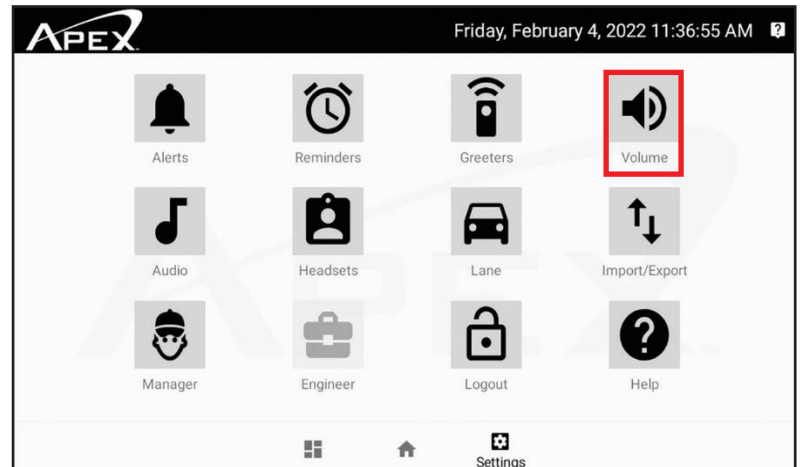 APEX
Friday, February 4, 2022 11:36:55 AM
Alerts
Reminders
Greeters
Volume
Audio
Headsets
Lane
Import/Export
Manager
Engineer
Logout
Help
Settings
APEX